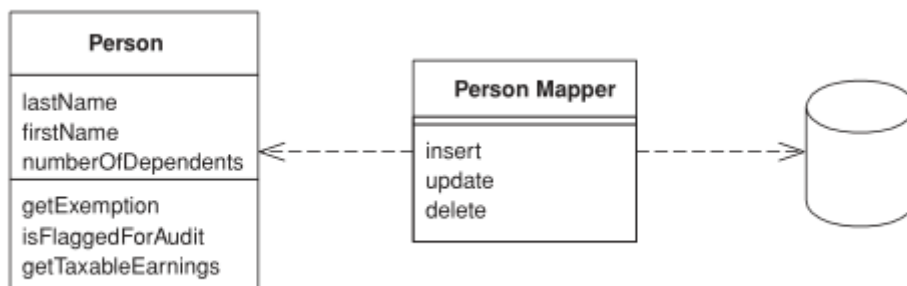 Person
lastName
firstName
numberOfDependents
getExemption
isFlaggedForAudit
getTaxableEarnings
Person Mapper
insert
update
delete